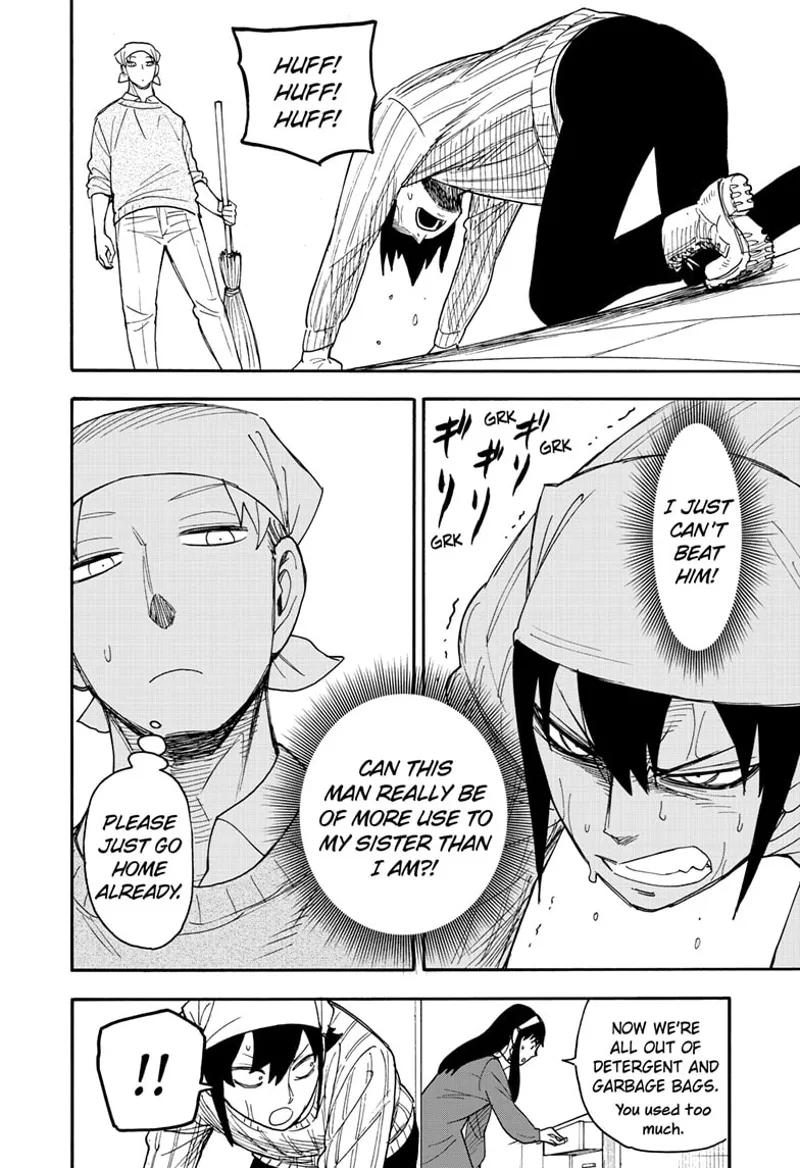 HUFF!
HUFF!
HUFF!
GRK
GRK
GRK
ギリ
ギリ
ギ
I JUST
CAN'T
BEAT
HIM!
CAN THIS
MAN REALLY BE
OF MORE USE TO
MY SISTER THAN
I AM?!
PLEASE
JUST GO
HOME
ALREADY.
NOW WE'RE
ALL OUT OF
DETERGENT AND
GARBAGE BAGS.
You used too
much.
!!